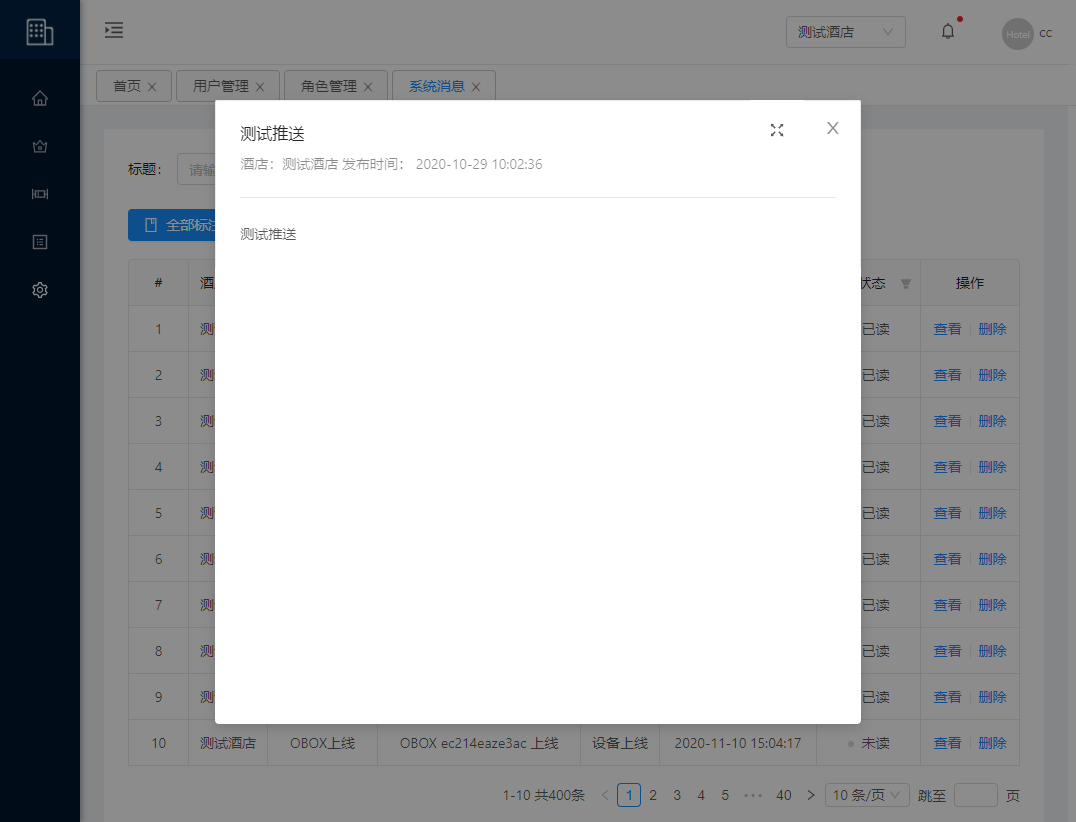 测试酒店
Hotel
CC
首页
用户管理
角色管理
系统消息
测试推送
酒店：测试酒店 发布时间： 2020-10-29 10:02:36
测试推送
标题：
请输
全部标注
# 酒 状态 操作
1 测 已读 查看 删除
2 测 已读 查看 删除
3 测 已读 查看 删除
4 测 已读 查看 删除
5 测 已读 查看 删除
6 测 已读 查看 删除
7 测 已读 查看 删除
8 测 已读 查看 删除
9 测 已读 查看 删除
10 测试酒店 OBOX上线 OBOX ec214eaze3ac 上线 设备上线 2020-11-10 15:04:17 未读 查看 删除
1-10 共400条 < 1 2 3 4 5 ··· 40 > 10 条/页 跳至 页